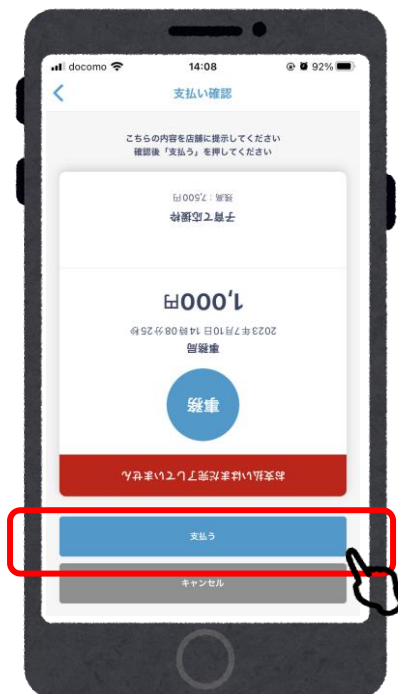 docomo 14:08 92%
支払い確認
こちらの内容を店舗に提示してください
確認後「支払う」を押してください
お支払いはまだ完了していません
事務
事務局
2023年7月10日 14時08分25秒
1,000円
子育て応援枠
残高：7,500円
支払う
キャンセル